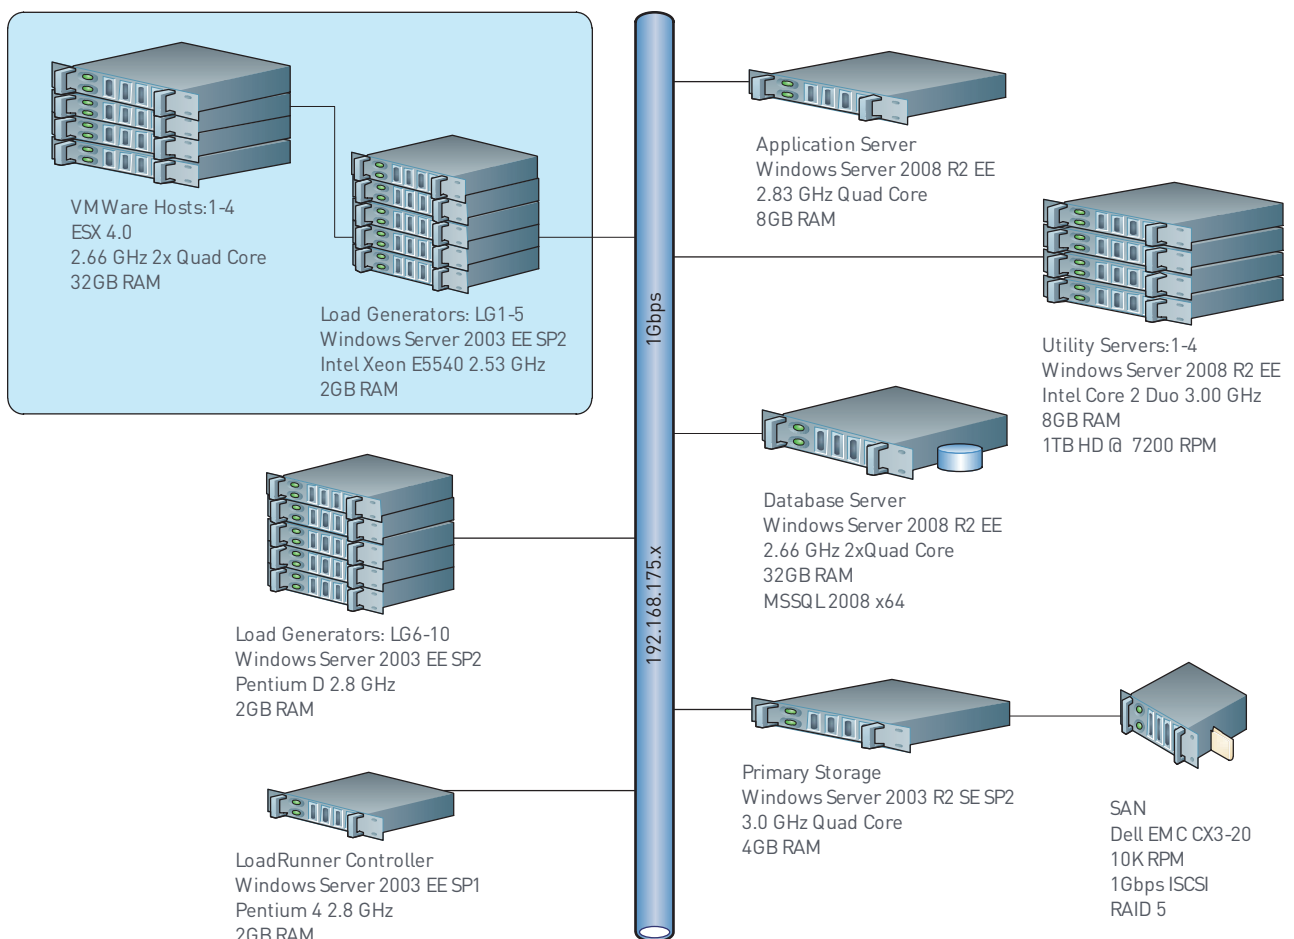 VMWare Hosts:1-4
ESX 4.0
2.66 GHz 2x Quad Core
32GB RAM
Load Generators: LG1-5
Windows Server 2003 EE SP2
Intel Xeon E5540 2.53 GHz
2GB RAM
Load Generators: LG6-10
Windows Server 2003 EE SP2
Pentium D 2.8 GHz
2GB RAM
LoadRunner Controller
Windows Server 2003 EE SP1
Pentium 4 2.8 GHz
2GB RAM
1Gbps
192.168.175.x
Application Server
Windows Server 2008 R2 EE
2.83 GHz Quad Core
8GB RAM
Utility Servers:1-4
Windows Server 2008 R2 EE
Intel Core 2 Duo 3.00 GHz
8GB RAM
1TB HD @ 7200 RPM
Database Server
Windows Server 2008 R2 EE
2.66 GHz 2xQuad Core
32GB RAM
MSSQL 2008 x64
Primary Storage
Windows Server 2003 R2 SE SP2
3.0 GHz Quad Core
4GB RAM
SAN
Dell EMC CX3-20
10K RPM
1Gbps ISCSI
RAID 5